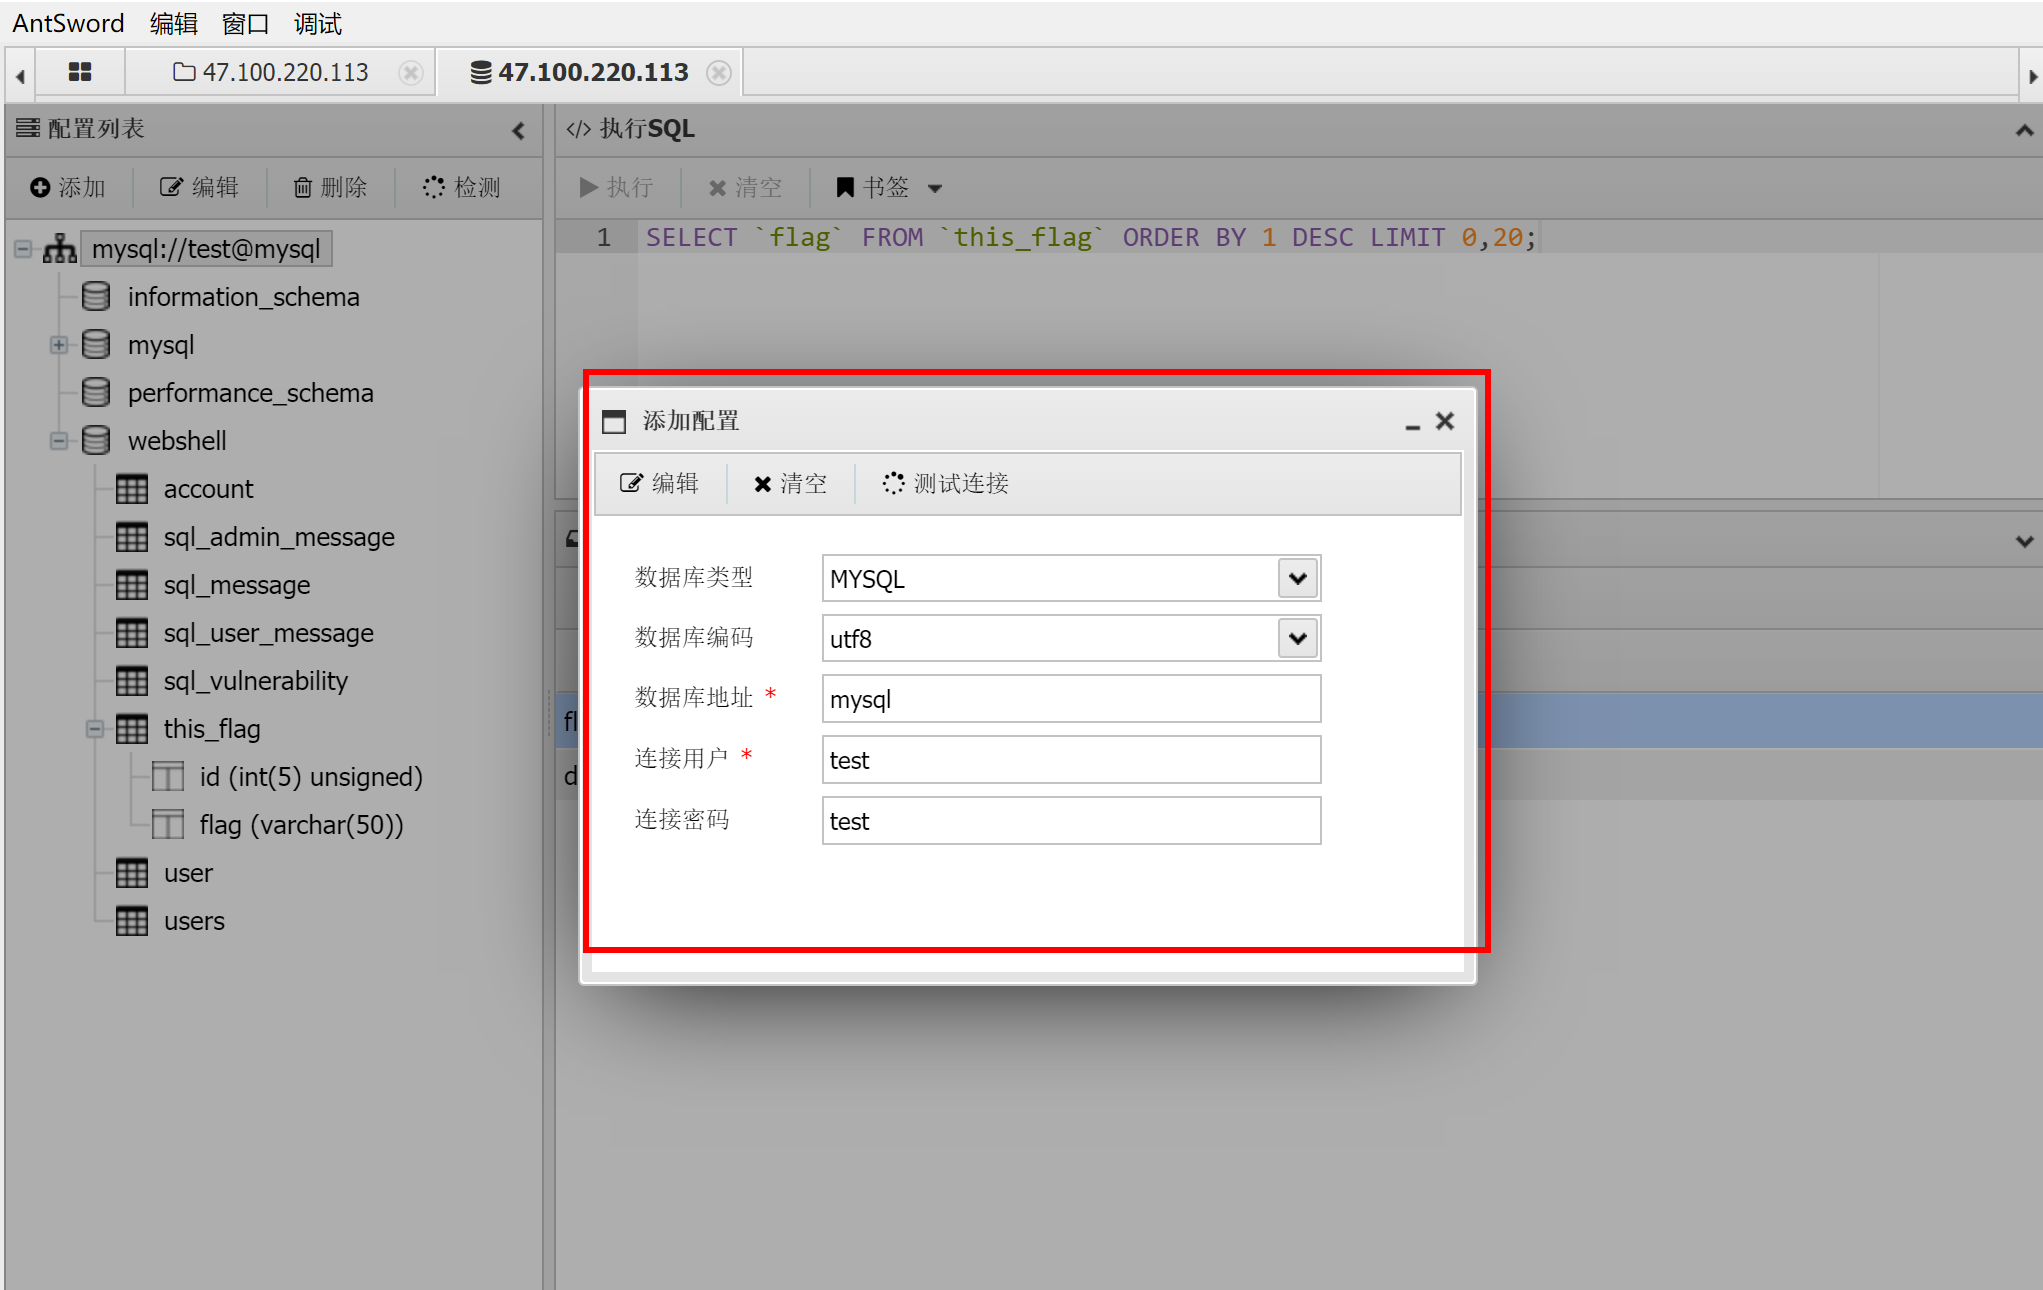 AntSword 编辑 窗口 调试
47.100.220.113 47.100.220.113
配置列表
添加 编辑 删除 检测
mysql://test@mysql
information_schema
mysql
performance_schema
webshell
account
sql_admin_message
sql_message
sql_user_message
sql_vulnerability
this_flag
id (int(5) unsigned)
flag (varchar(50))
user
users
</> 执行SQL
执行 清空 书签
1 SELECT `flag` FROM `this_flag` ORDER BY 1 DESC LIMIT 0,20;
添加配置
编辑 清空 测试连接
数据库类型 MYSQL
数据库编码 utf8
数据库地址 * mysql
连接用户 * test
连接密码 test